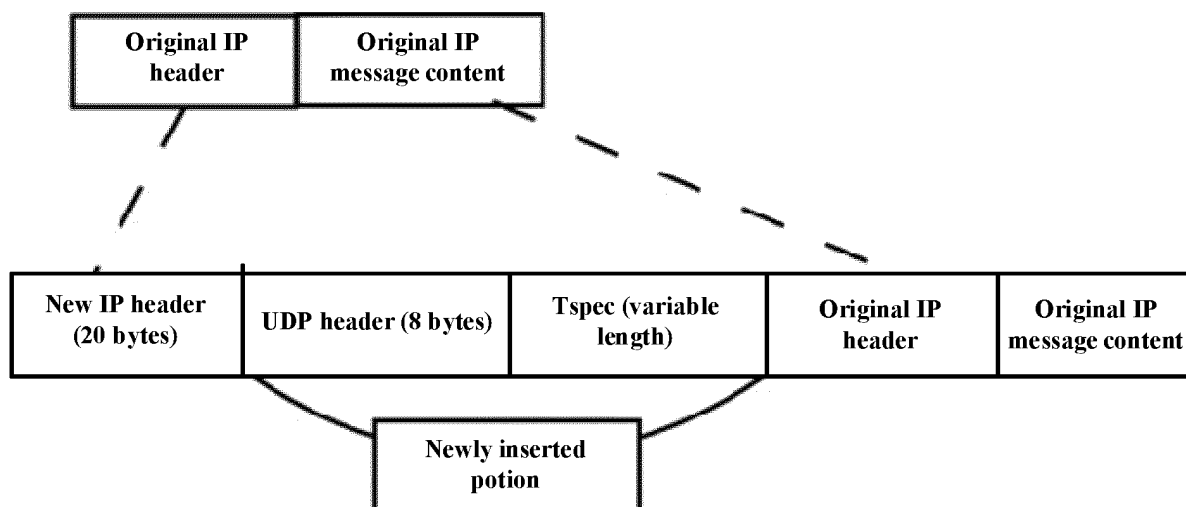 Original IP
header
Original IP
message content
New IP header
(20 bytes)
UDP header (8 bytes)
Tspec (variable
length)
Original IP
header
Original IP
message content
Newly inserted
potion